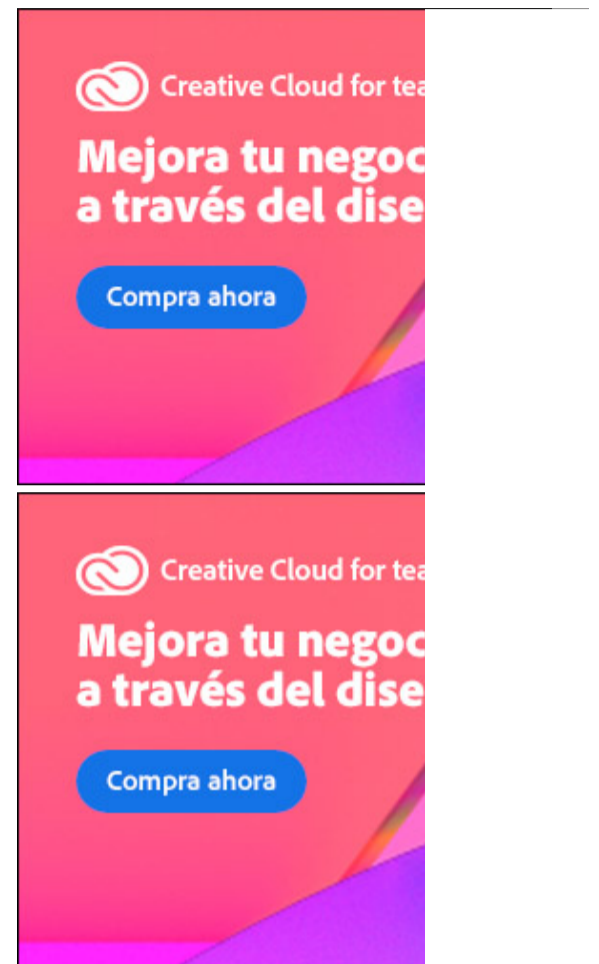 Creative Cloud for tea
Mejora tu negoc
a través del dise
Compra ahora
Creative Cloud for tea
Mejora tu negoc
a través del dise
Compra ahora